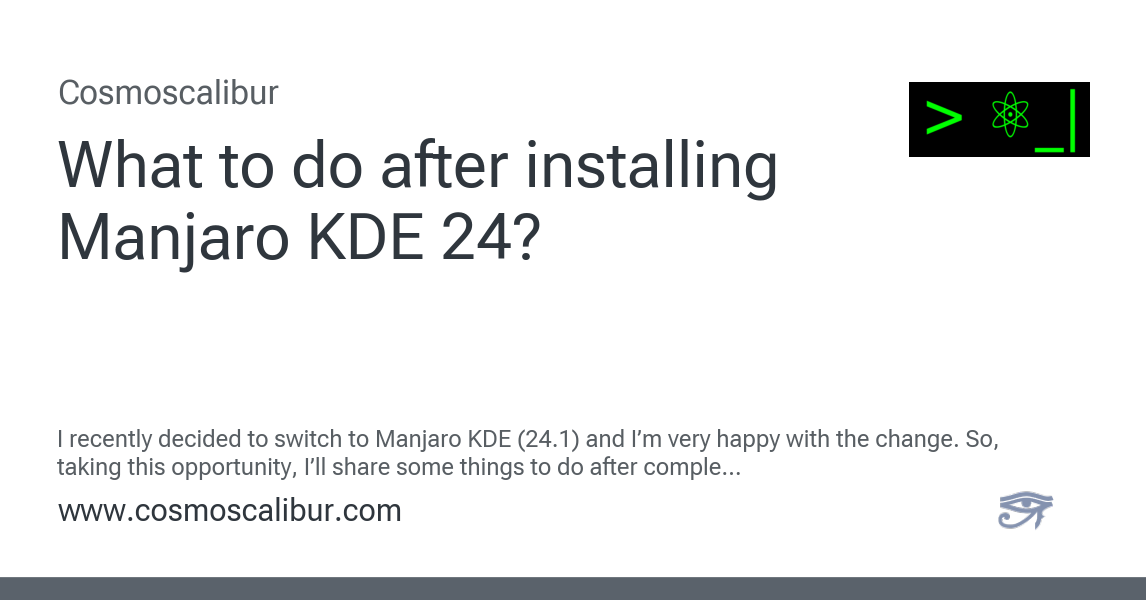 Cosmoscalibur
> ⚛ _|
What to do after installing
Manjaro KDE 24?
I recently decided to switch to Manjaro KDE (24.1) and I’m very happy with the change. So,
taking this opportunity, I’ll share some things to do after comple...
www.cosmoscalibur.com